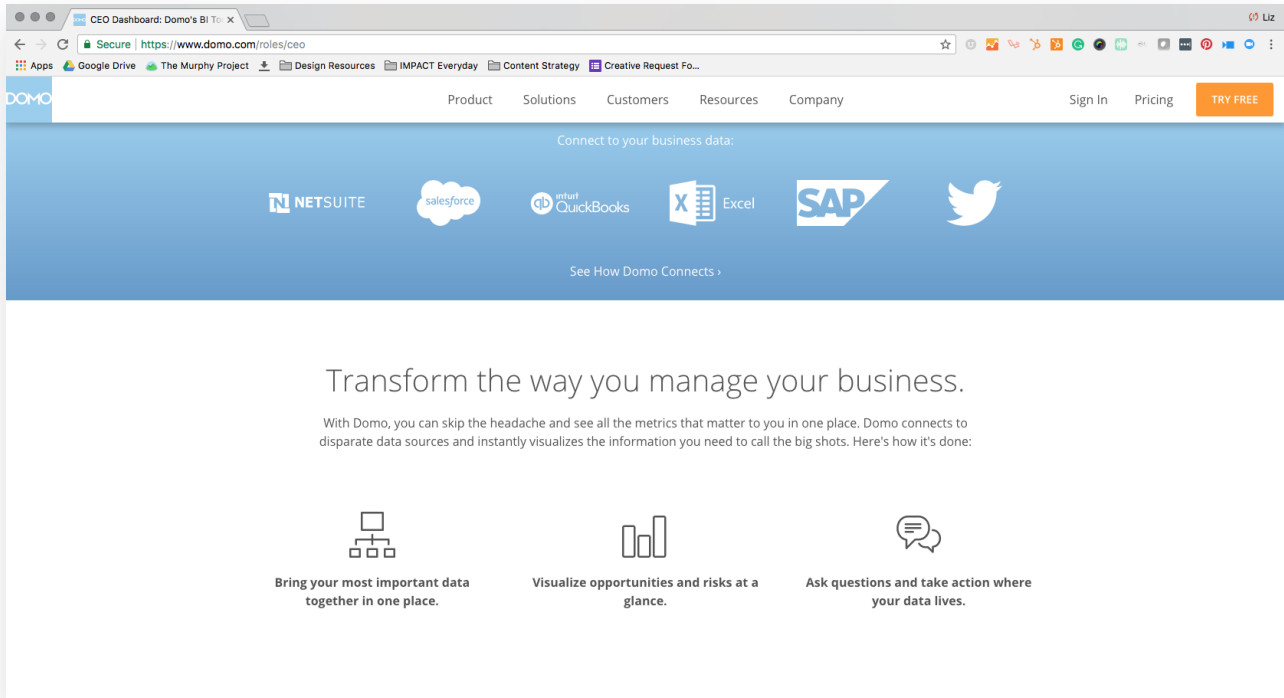 CEO Dashboard: Domo's BI To
Liz
Secure | https://www.domo.com/roles/ceo
Apps Google Drive The Murphy Project Design Resources IMPACT Everyday Content Strategy Creative Request Fo...
DOMO Product Solutions Customers Resources Company Sign In Pricing TRY FREE
Connect to your business data:
N NETSUITE salesforce qb intuit QuickBooks X Excel SAP
See How Domo Connects ›
Transform the way you manage your business.
With Domo, you can skip the headache and see all the metrics that matter to you in one place. Domo connects to
disparate data sources and instantly visualizes the information you need to call the big shots. Here's how it's done:
Bring your most important data
together in one place.
Visualize opportunities and risks at a
glance.
Ask questions and take action where
your data lives.